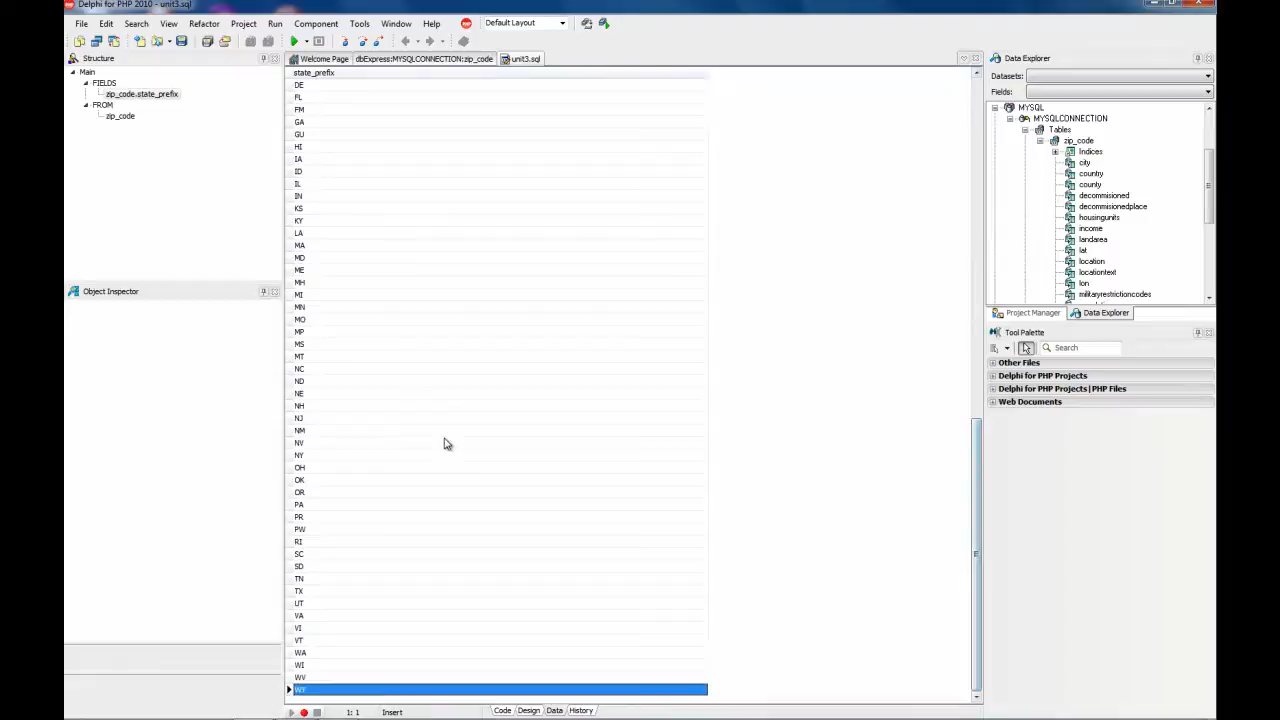 Delphi for PHP 2010 - unit3.sql
File Edit Search View Refactor Project Run Component Tools Window Help Default Layout
Structure
Main
FIELDS
zip_code.state_prefix
FROM
zip_code
Object Inspector
Welcome Page dbExpress:MYSQLCONNECTION:zip_code unit3.sql
state_prefix
DE
FL
FM
GA
GU
HI
IA
ID
IL
IN
KS
KY
LA
MA
MD
ME
MH
MI
MN
MO
MP
MS
MT
NC
ND
NE
NH
NJ
NM
NV
NY
OH
OK
OR
PA
PR
PW
RI
SC
SD
TN
TX
UT
VA
VI
VT
WA
WI
WV
WY
1: 1 Insert Code Design Data History
Data Explorer
Datasets:
Fields:
MYSQL
MYSQLCONNECTION
Tables
zip_code
Indices
city
country
county
decommisioned
decommisionedplace
housingunits
income
landarea
lat
location
locationtext
lon
militaryrestrictioncodes
Project Manager Data Explorer
Tool Palette
Search
Other Files
Delphi for PHP Projects
Delphi for PHP Projects | PHP Files
Web Documents